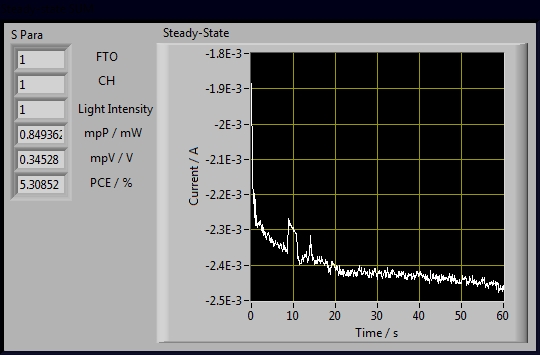 S Para
1 FTO
1 CH
1 Light Intensity
0.849362 mpP / mW
0.34528 mpV / V
5.30852 PCE / %
Steady-State
Current / A
-1.8E-3
-1.9E-3
-2E-3
-2.1E-3
-2.2E-3
-2.3E-3
-2.4E-3
-2.5E-3
0 10 20 30 40 50 60
Time / s